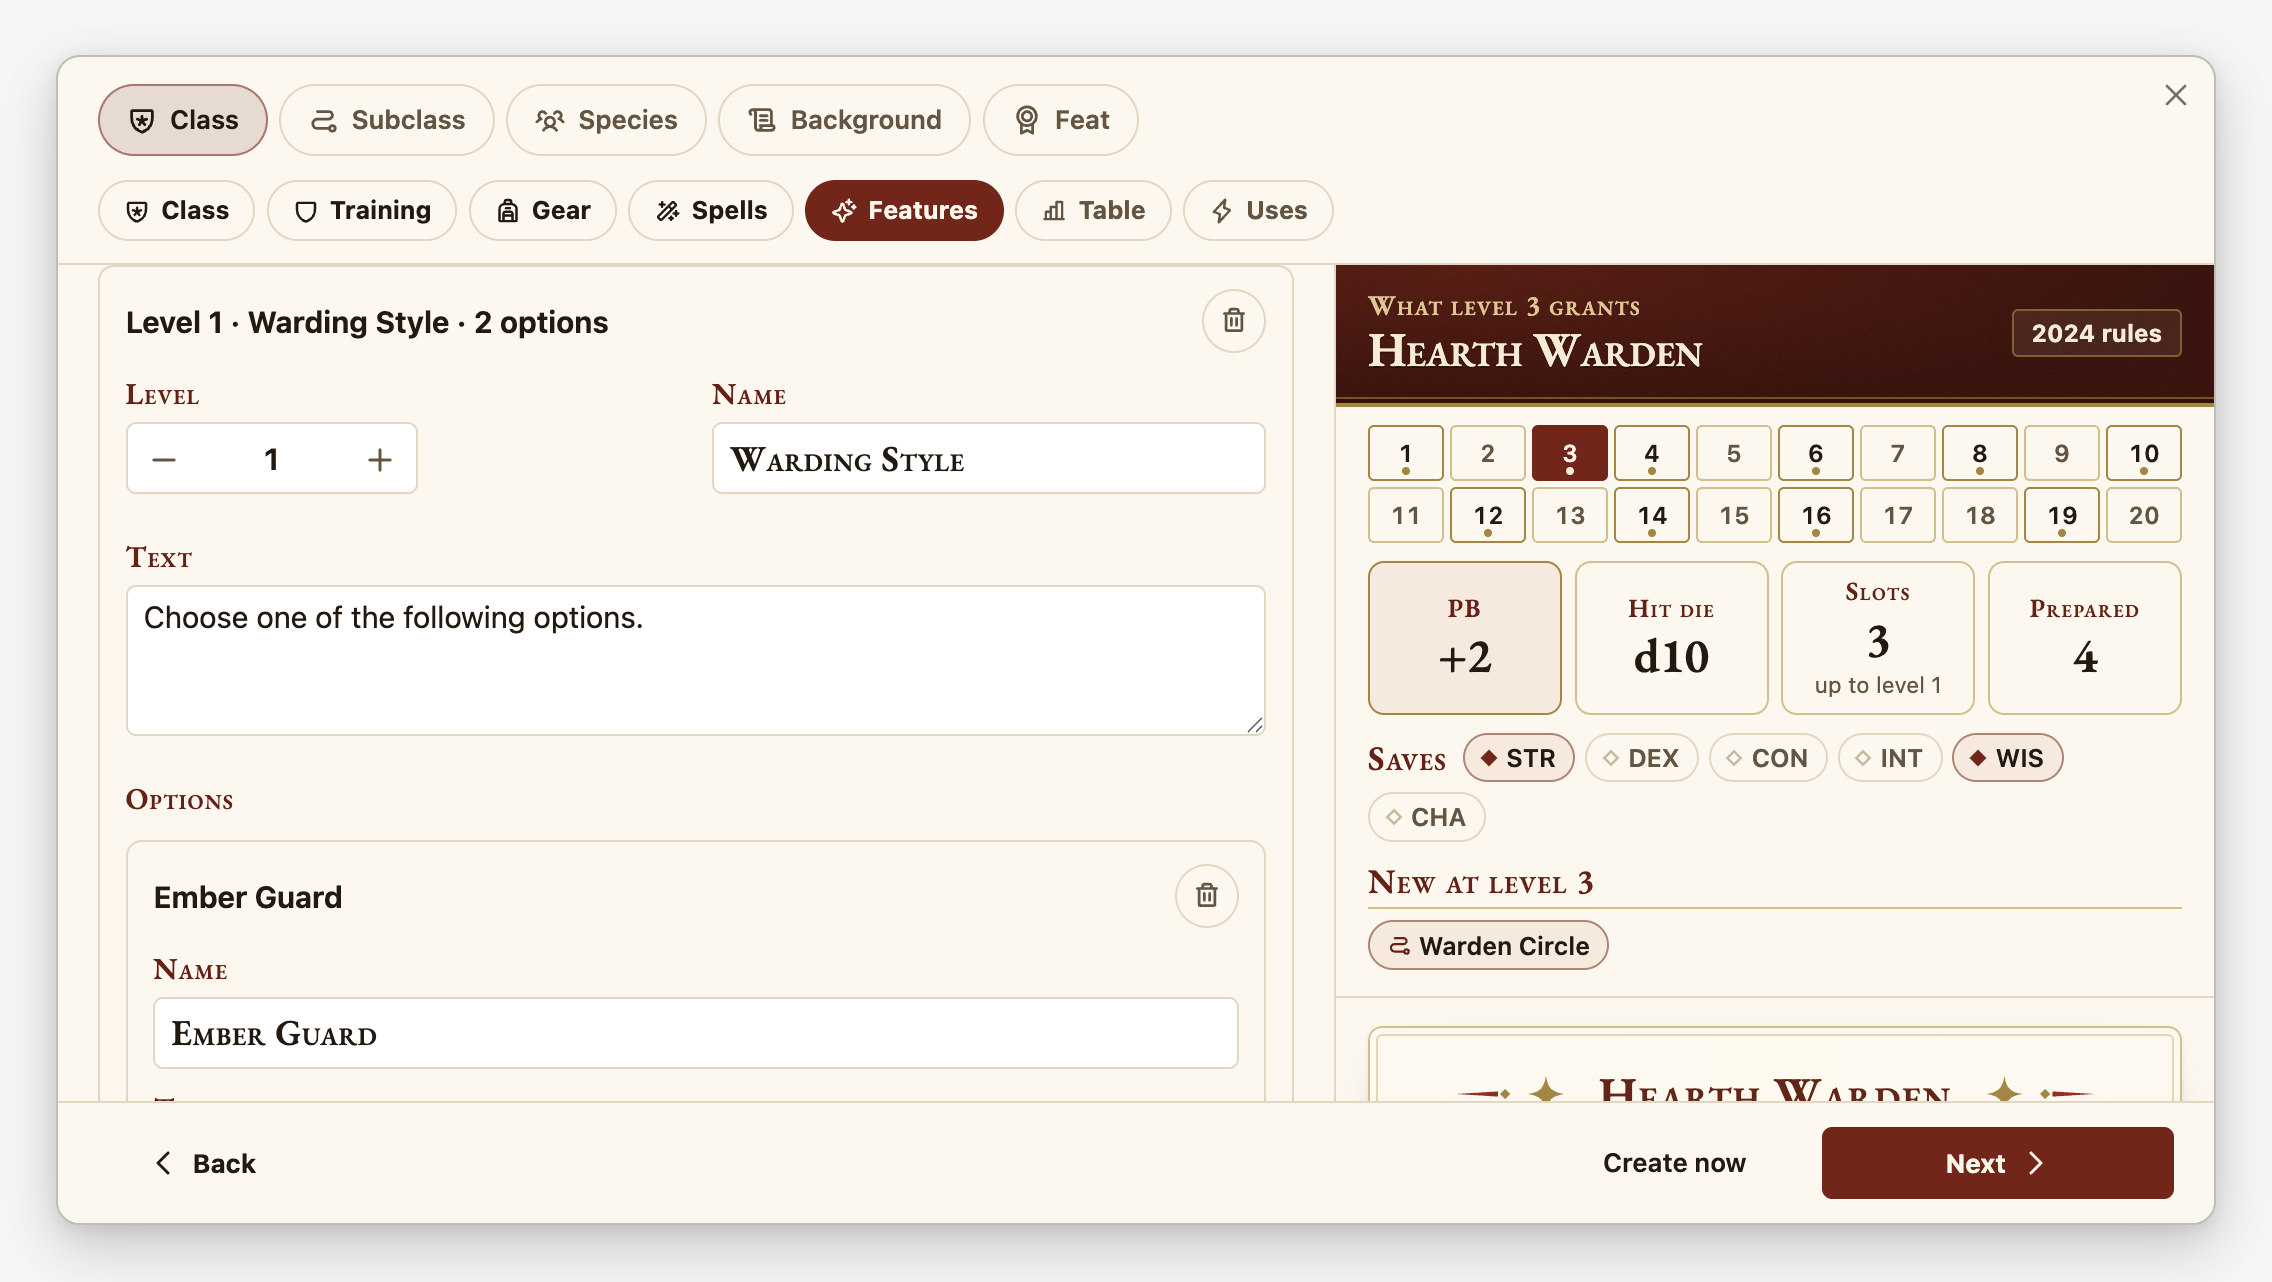 Class Subclass Species Background Feat
Class Training Gear Spells Features Table Uses
Level 1 · Warding Style · 2 options
Level Name
1 Warding Style
Text
Choose one of the following options.
Options
Ember Guard
Name
Ember Guard
What level 3 grants
Hearth Warden
2024 rules
1 2 3 4 5 6 7 8 9 10
11 12 13 14 15 16 17 18 19 20
PB Hit die Slots Prepared
+2 d10 3 4
up to level 1
Saves STR DEX CON INT WIS
CHA
New at level 3
Warden Circle
Hearth Warden
Back Create now Next